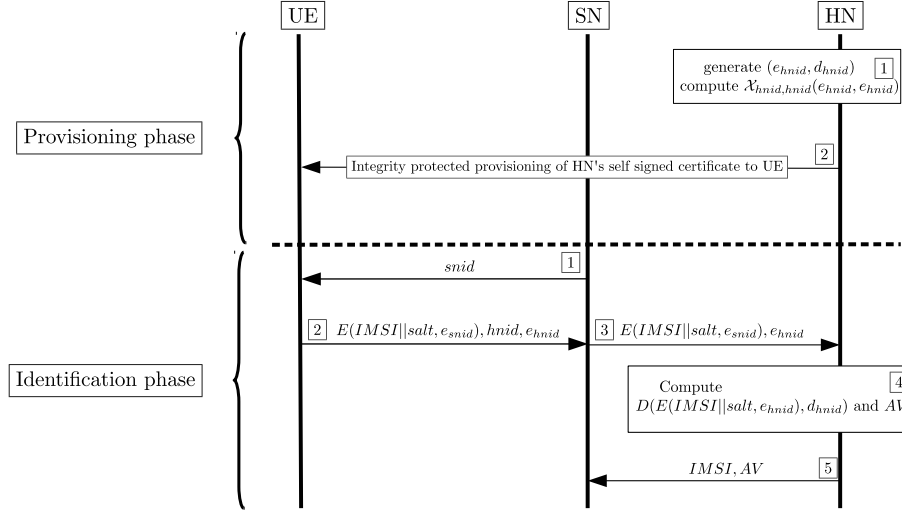 UE
SN
HN
generate (e_hnid, d_hnid)
1
compute 𝒳_hnid,hnid(e_hnid, e_hnid)
Provisioning phase
2
Integrity protected provisioning of HN's self signed certificate to UE
snid
1
2
E(IMSI||salt, e_snid), hnid, e_hnid
3
E(IMSI||salt, e_snid), e_hnid
Identification phase
Compute
4
D(E(IMSI||salt, e_hnid), d_hnid) and AV
IMSI, AV
5